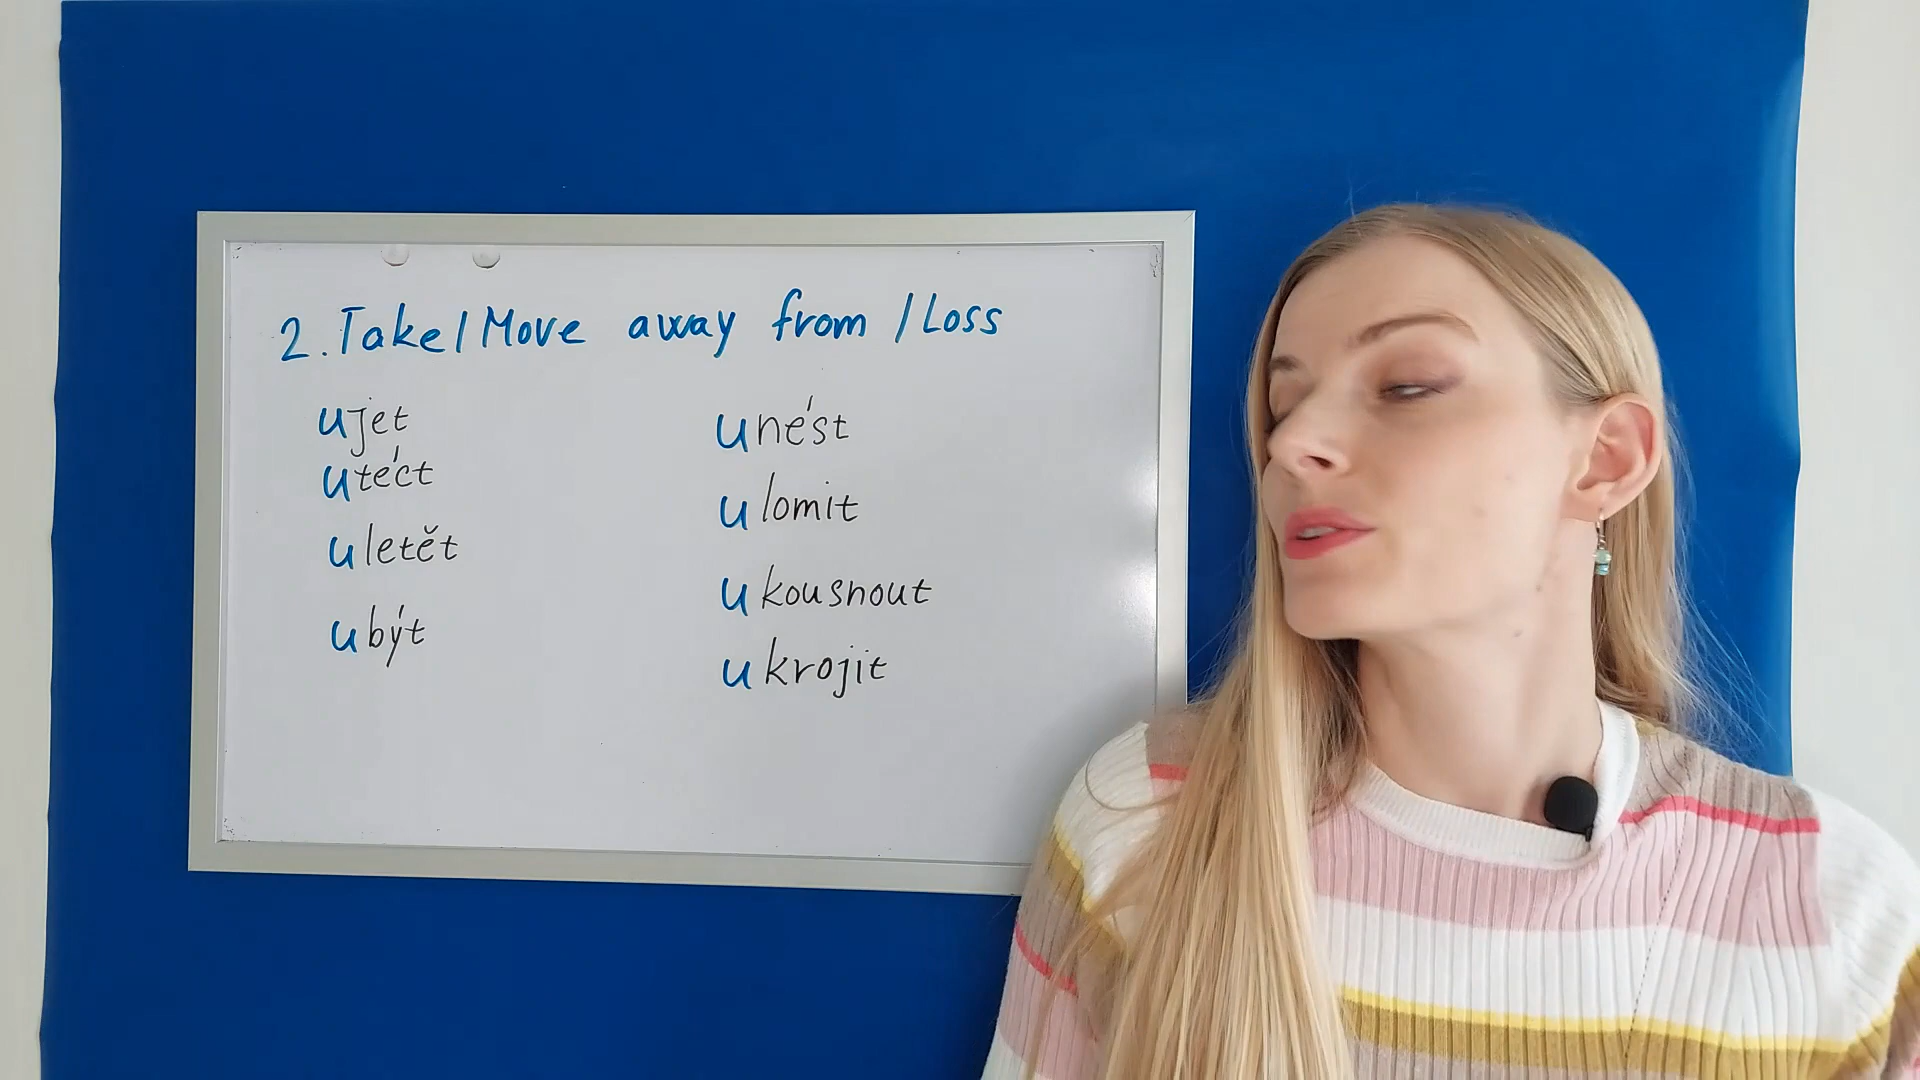 2. Take/Move away from /Loss
ujet
utéct
uletět
ubýt
unést
ulomit
ukousnout
ukrojit